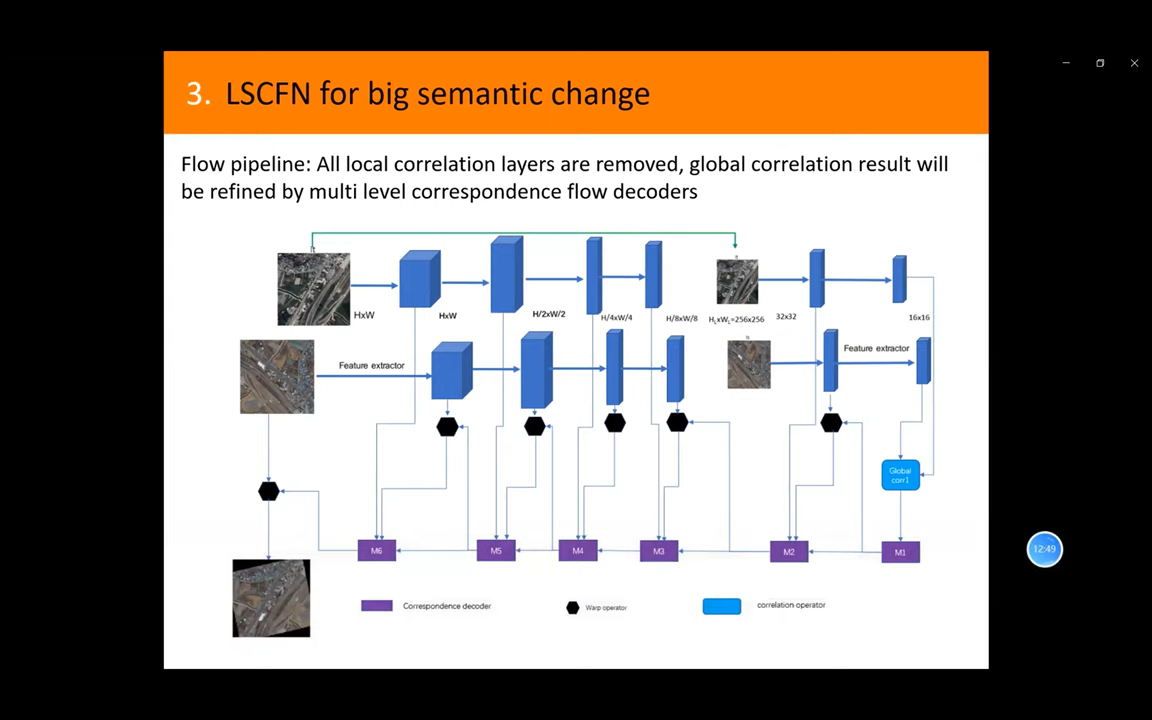 3. LSCFN for big semantic change
Flow pipeline: All local correlation layers are removed, global correlation result will
be refined by multi level correspondence flow decoders
HxW
HxW
H/2xW/2
H/4xW/4
H/8xW/8
HLxWL=256x256
32x32
16x16
Feature extractor
Feature extractor
Global
corr1
12:49
M6
M5
M4
M3
M2
M1
Correspondence decoder
Warp operator
correlation operator